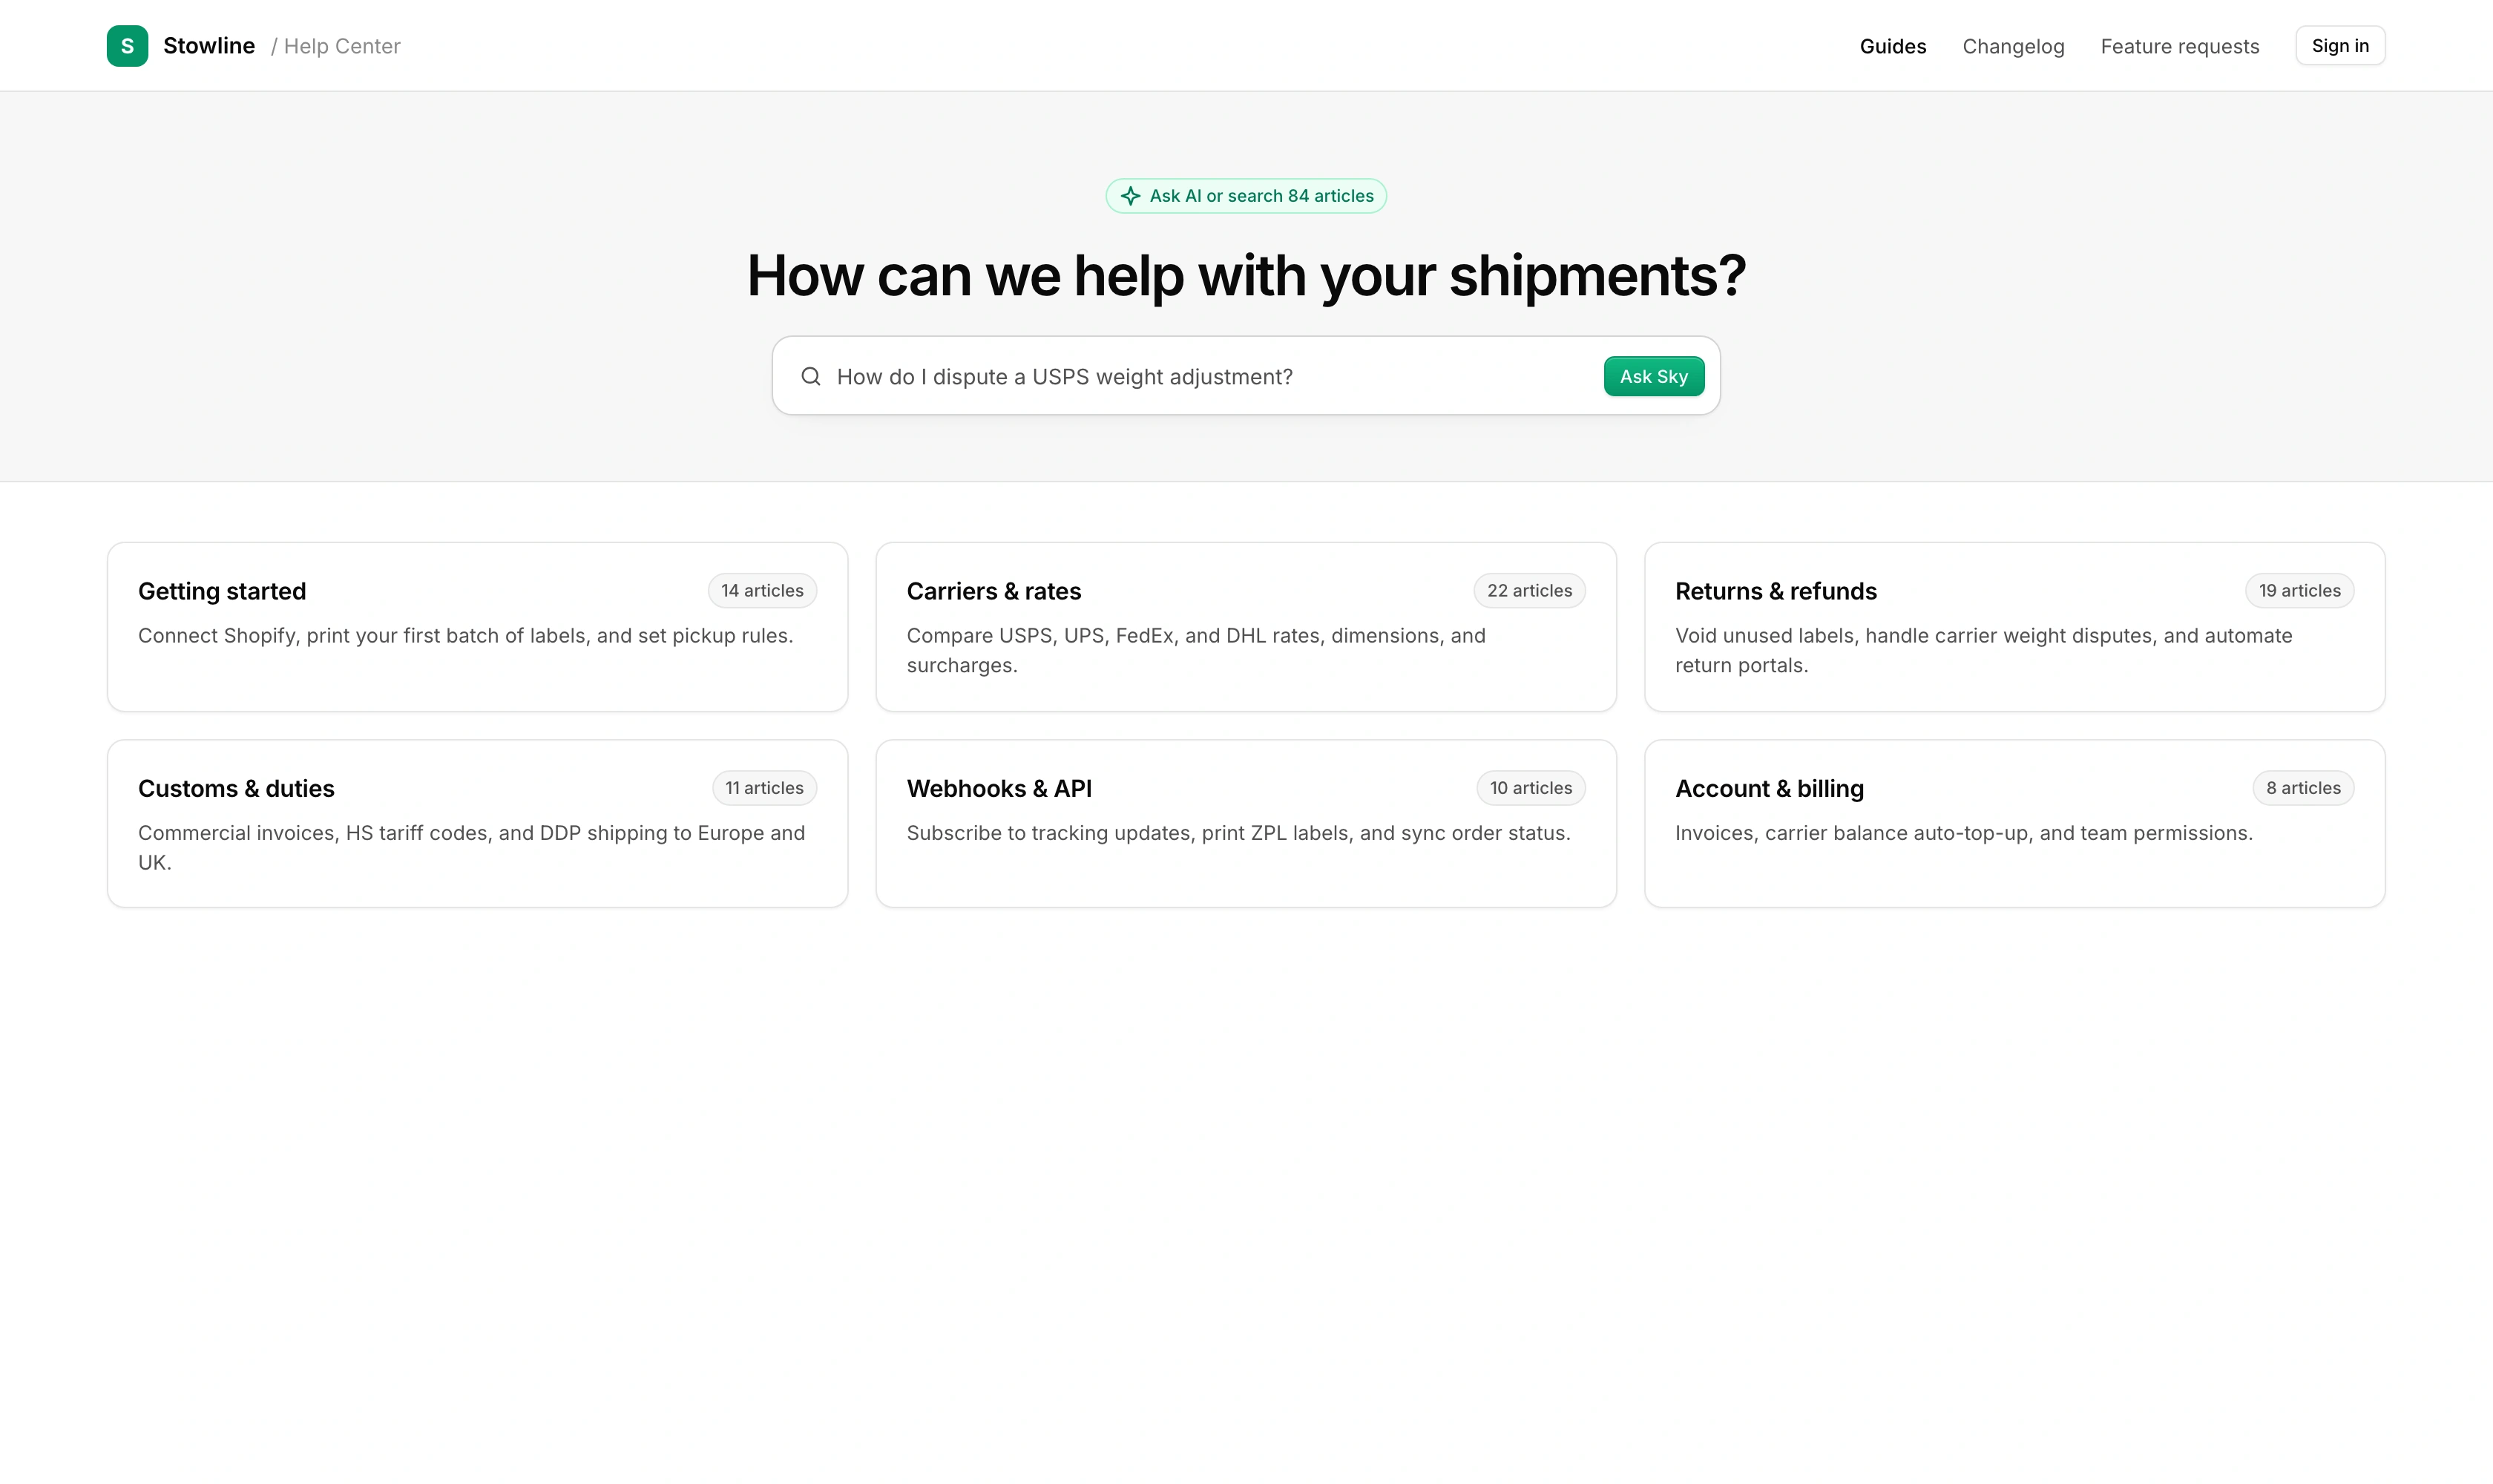 S Stowline / Help Center
Guides Changelog Feature requests Sign in
Ask AI or search 84 articles
How can we help with your shipments?
How do I dispute a USPS weight adjustment? Ask Sky
Getting started 14 articles
Connect Shopify, print your first batch of labels, and set pickup rules.
Carriers & rates 22 articles
Compare USPS, UPS, FedEx, and DHL rates, dimensions, and
surcharges.
Returns & refunds 19 articles
Void unused labels, handle carrier weight disputes, and automate
return portals.
Customs & duties 11 articles
Commercial invoices, HS tariff codes, and DDP shipping to Europe and
UK.
Webhooks & API 10 articles
Subscribe to tracking updates, print ZPL labels, and sync order status.
Account & billing 8 articles
Invoices, carrier balance auto-top-up, and team permissions.